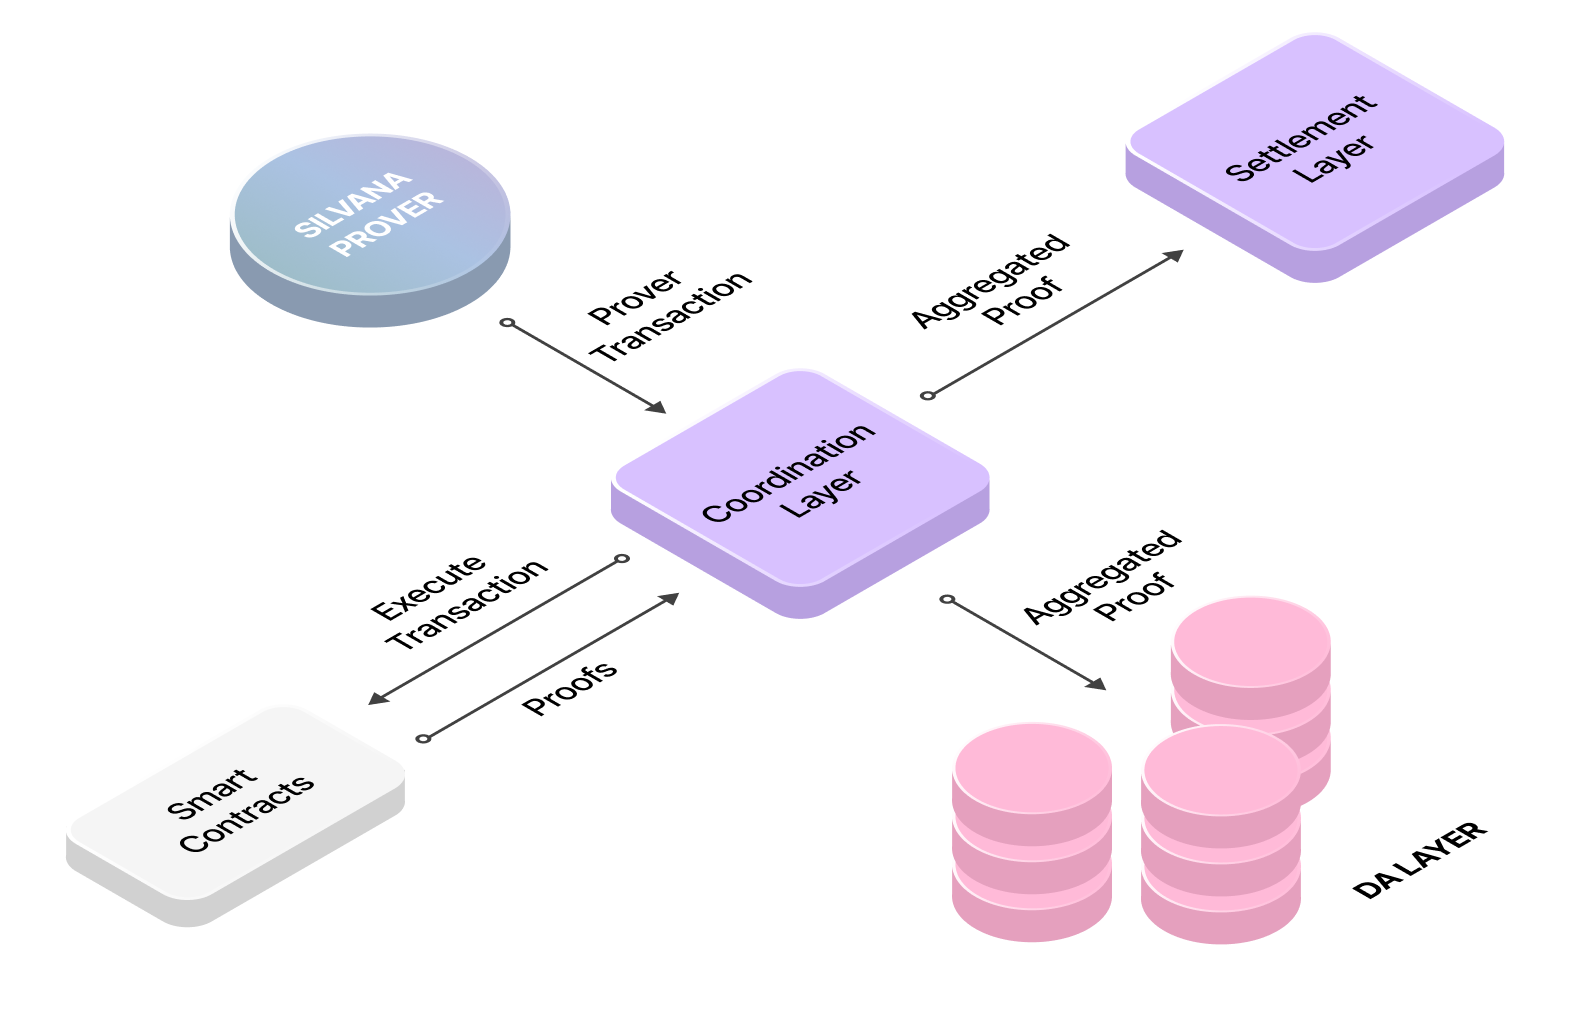 SILVANA
PROVER
Prover
Transaction
Settlement
Layer
Aggregated
Proof
Coordination
Layer
Execute
Transaction
Proofs
Smart
Contracts
Aggregated
Proof
DA LAYER